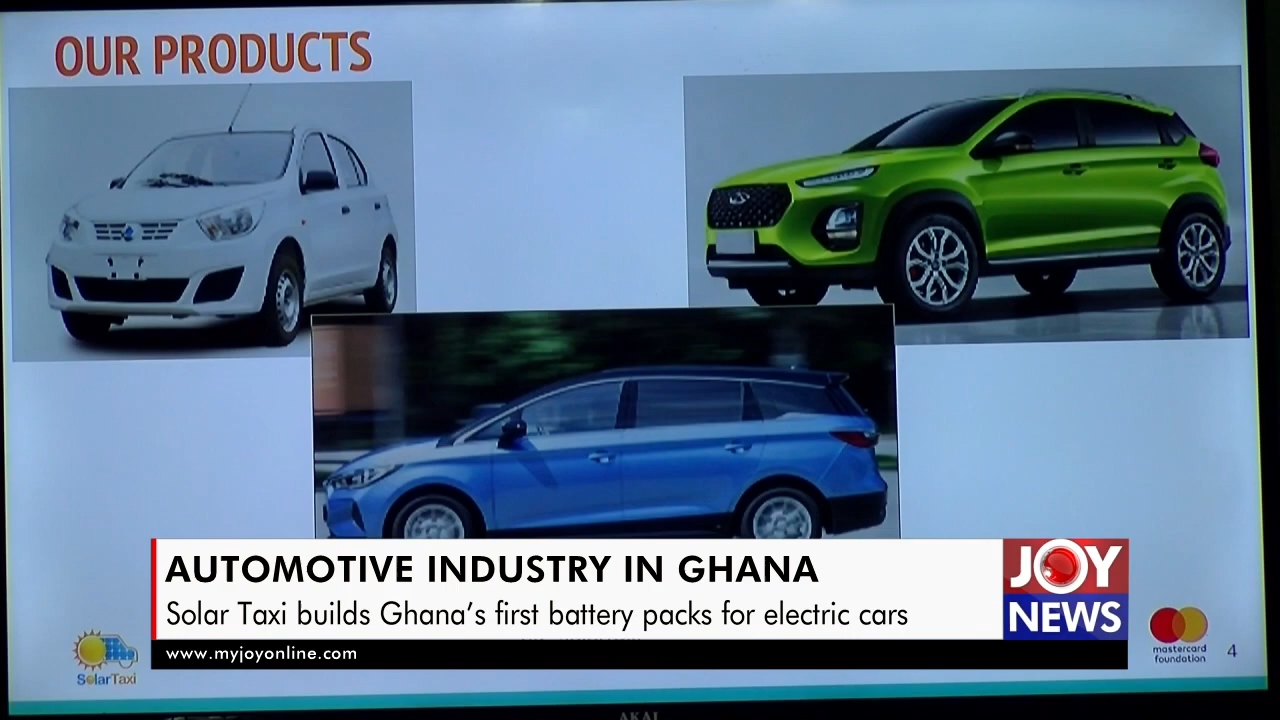 OUR PRODUCTS
AUTOMOTIVE INDUSTRY IN GHANA
Solar Taxi builds Ghana's first battery packs for electric cars
JOY
NEWS
www.myjoyonline.com
SolarTaxi
mastercard
foundation
4
AKAI